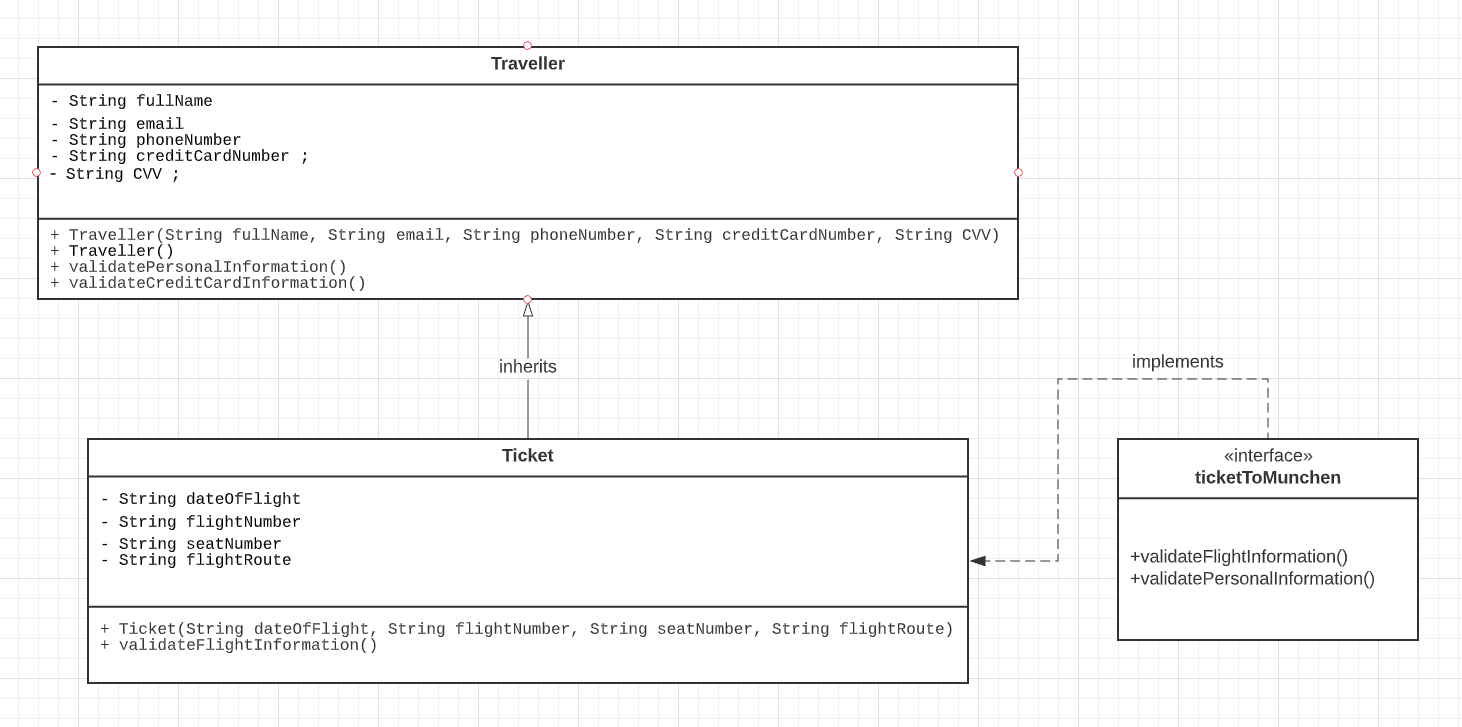 Traveller
- String fullName
- String email
- String phoneNumber
- String creditCardNumber ;
- String CVV ;
+ Traveller(String fullName, String email, String phoneNumber, String creditCardNumber, String CVV)
+ Traveller()
+ validatePersonalInformation()
+ validateCreditCardInformation()
inherits
implements
Ticket
- String dateOfFlight
- String flightNumber
- String seatNumber
- String flightRoute
+ Ticket(String dateOfFlight, String flightNumber, String seatNumber, String flightRoute)
+ validateFlightInformation()
«interface»
ticketToMunchen
+validateFlightInformation()
+validatePersonalInformation()